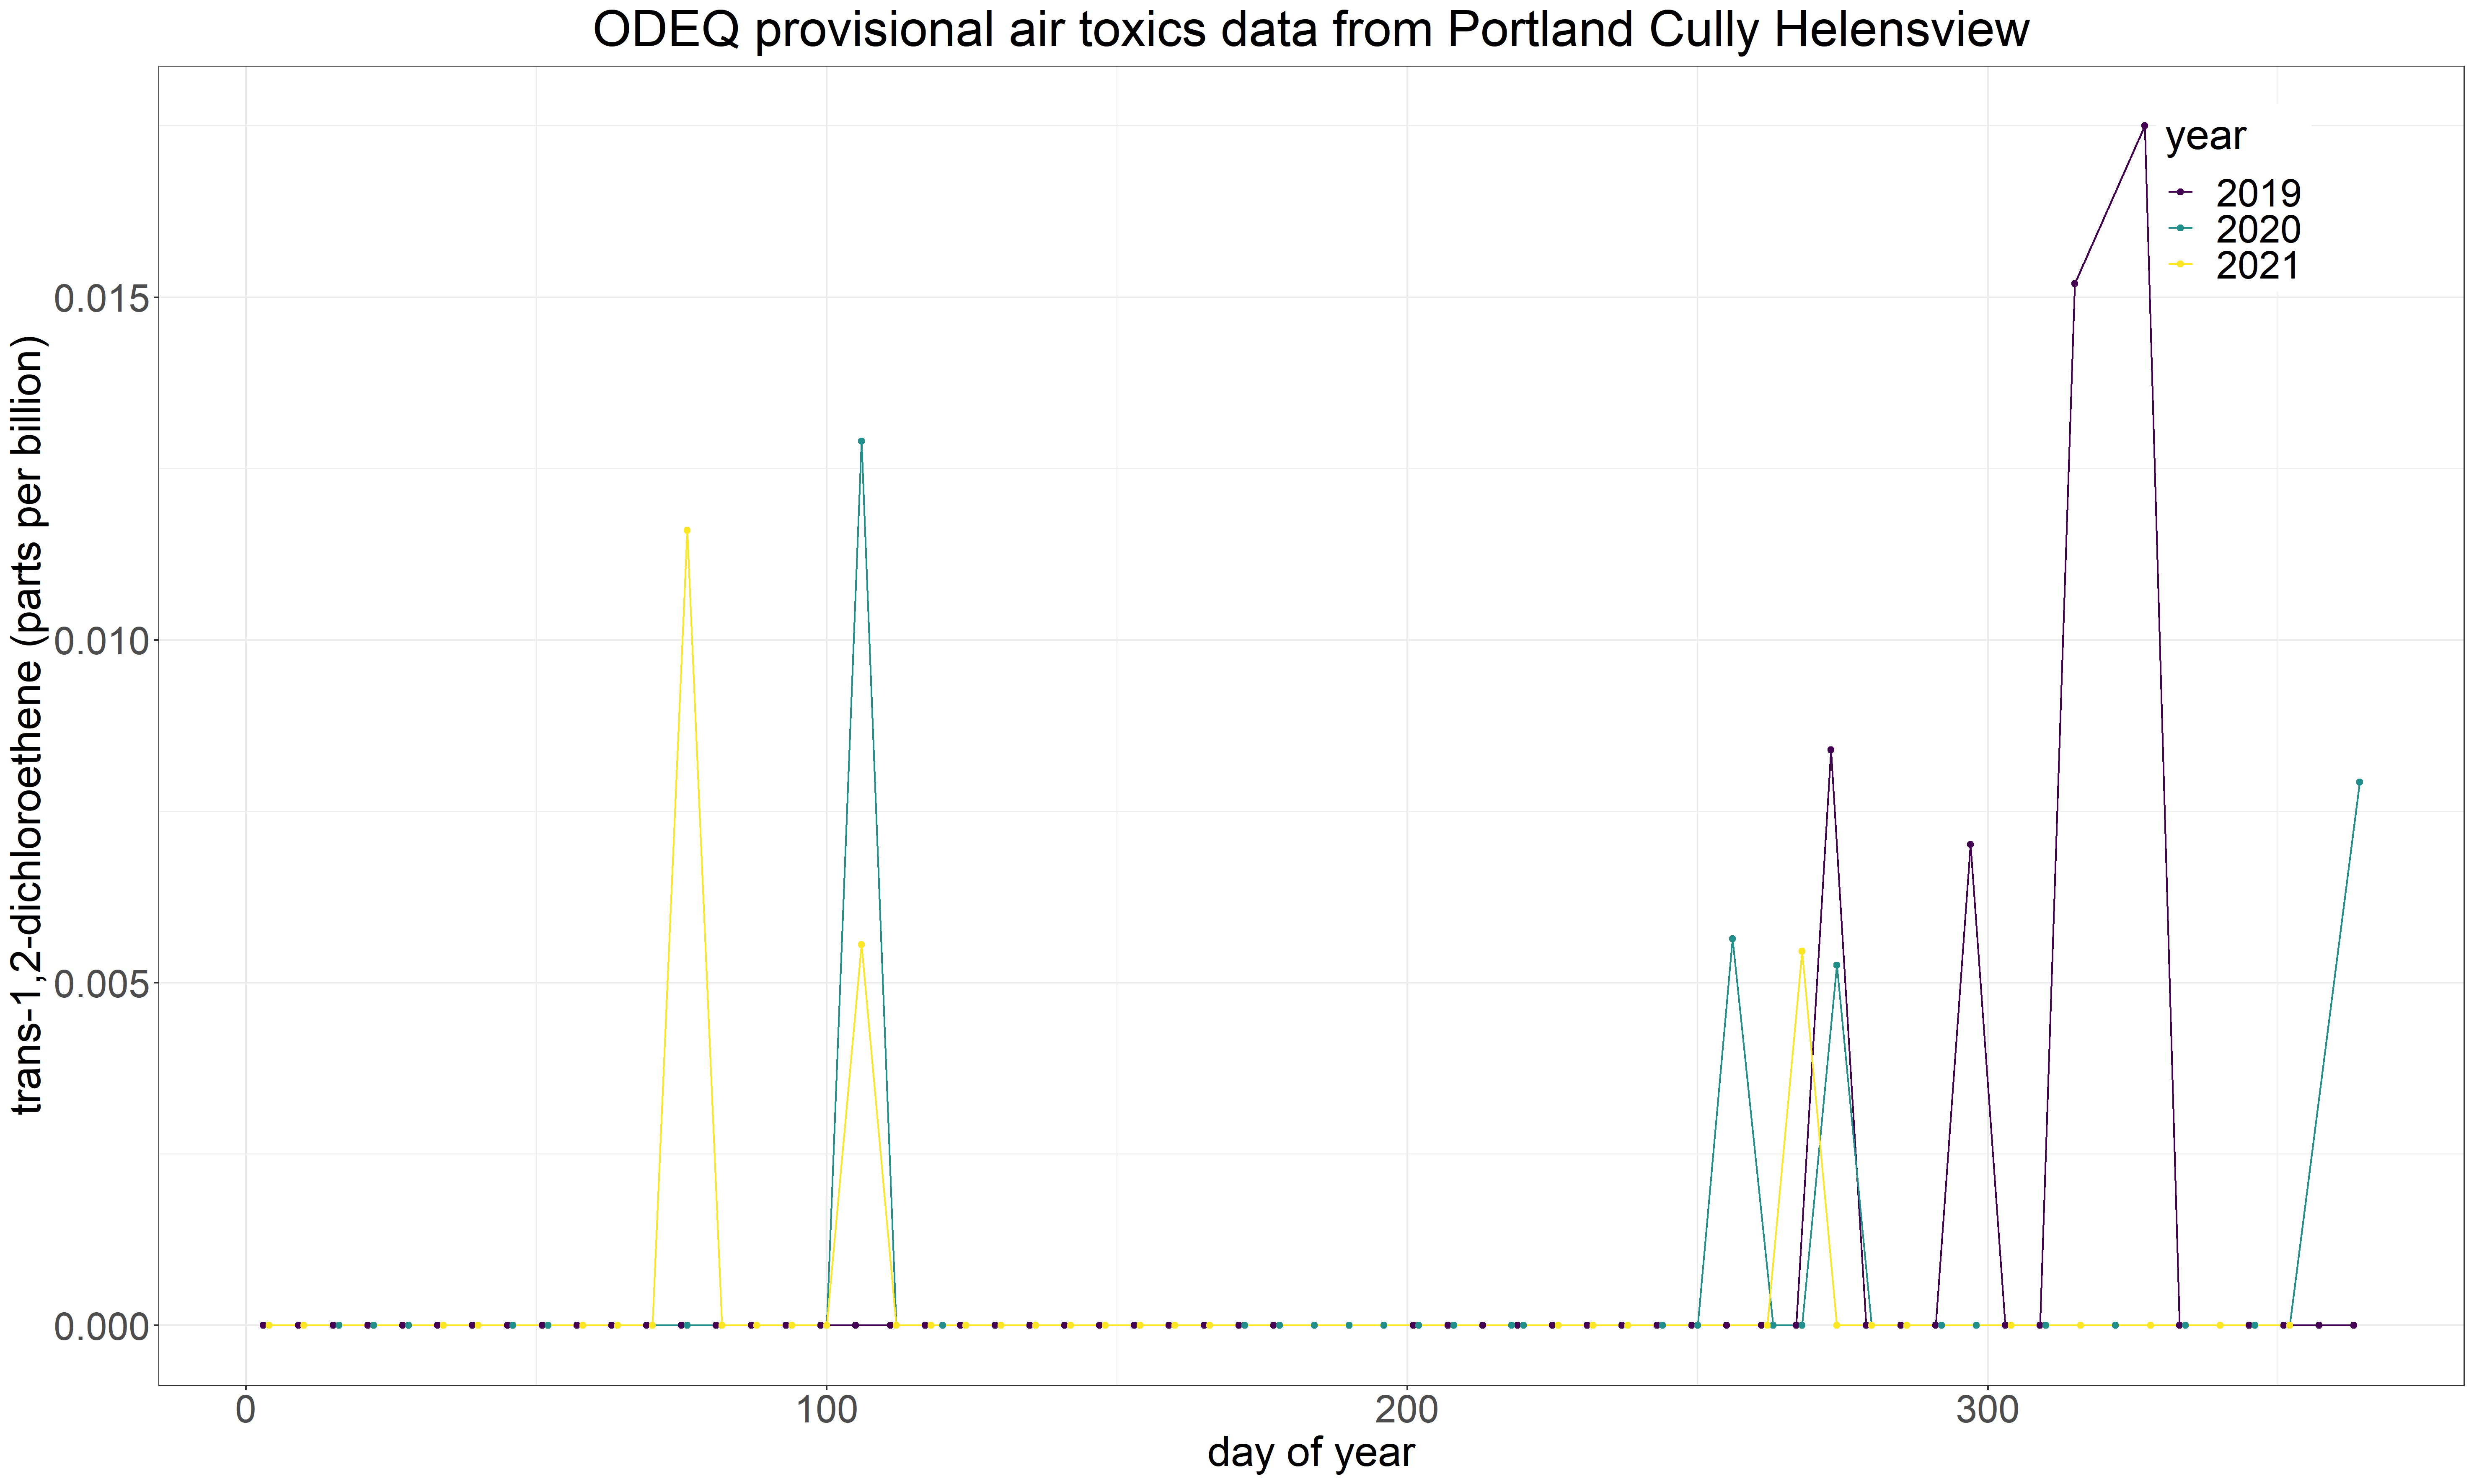 ODEQ provisional air toxics data from Portland Cully Helensview
trans-1,2-dichloroethene (parts per billion)
0.015
0.010
0.005
0.000
year
2019
2020
2021
0 100 200 300
day of year